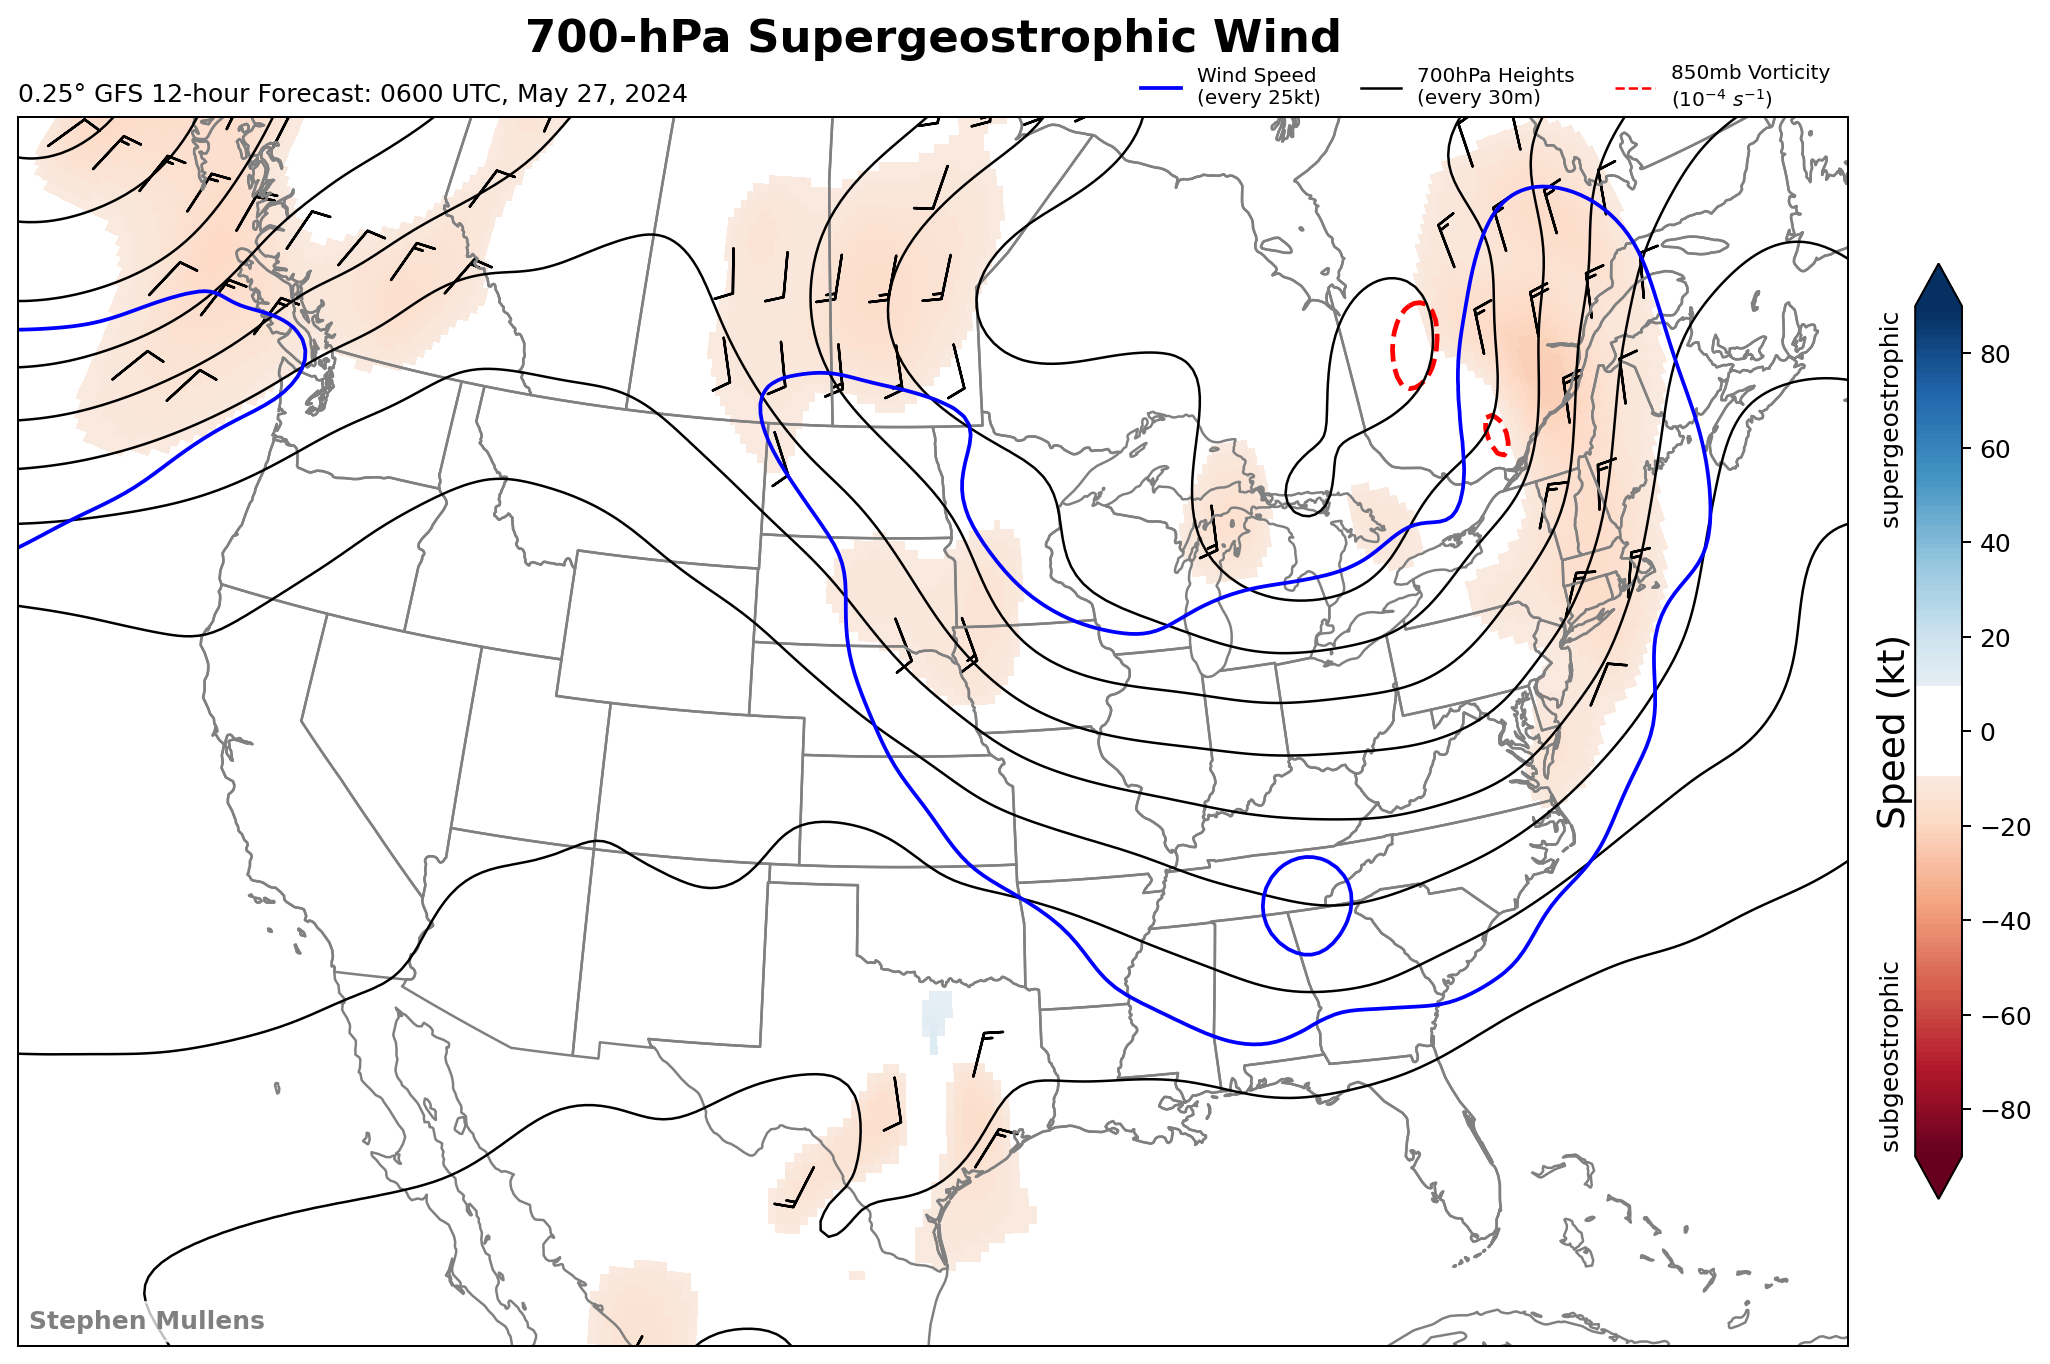 700-hPa Supergeostrophic Wind
0.25° GFS 12-hour Forecast: 0600 UTC, May 27, 2024
Wind Speed
(every 25kt)
700hPa Heights
(every 30m)
850mb Vorticity
(10⁻⁴ s⁻¹)
supergeostrophic
Speed (kt)
subgeostrophic
80
60
40
20
0
−20
−40
−60
−80
Stephen Mullens